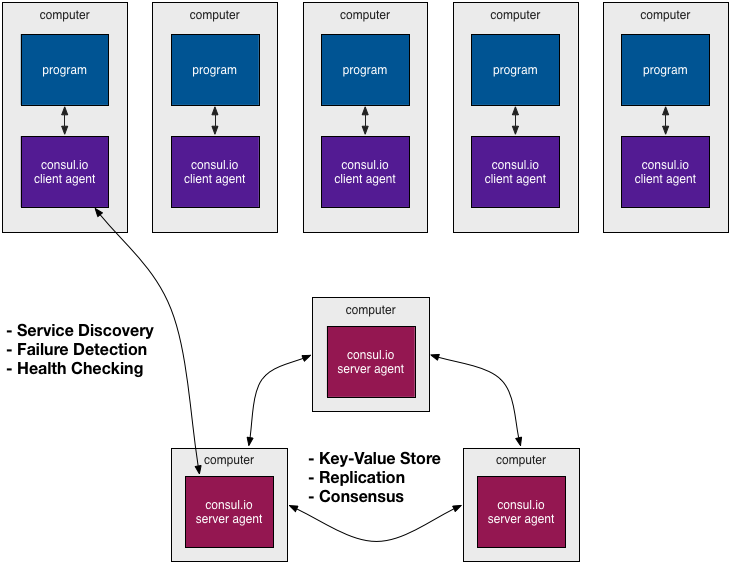 computer
program
consul.io
client agent
computer
program
consul.io
client agent
computer
program
consul.io
client agent
computer
program
consul.io
client agent
computer
program
consul.io
client agent
- Service Discovery
- Failure Detection
- Health Checking
computer
consul.io
server agent
computer
consul.io
server agent
- Key-Value Store
- Replication
- Consensus
computer
consul.io
server agent